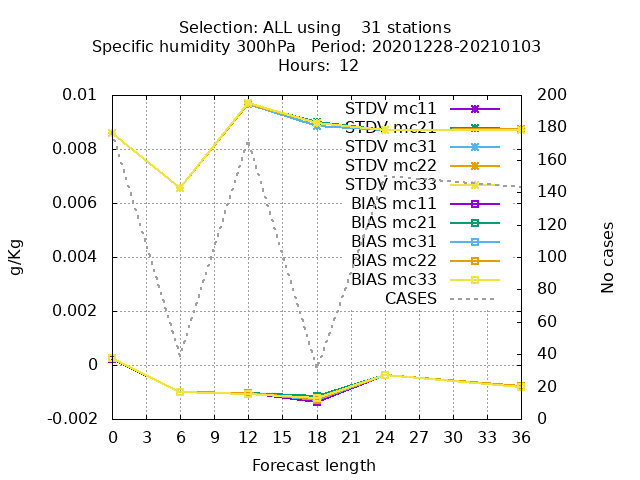 Selection: ALL using    31 stations
Specific humidity 300hPa   Period: 20201228-20210103
Hours: 12
0.01
0.008
0.006
0.004
0.002
0
-0.002
g/Kg
STDV mc11
STDV mc21
STDV mc31
STDV mc22
STDV mc33
BIAS mc11
BIAS mc21
BIAS mc31
BIAS mc22
BIAS mc33
CASES
200
180
160
140
120
100
80
60
40
20
0
No cases
0 3 6 9 12 15 18 21 24 27 30 33 36
Forecast length